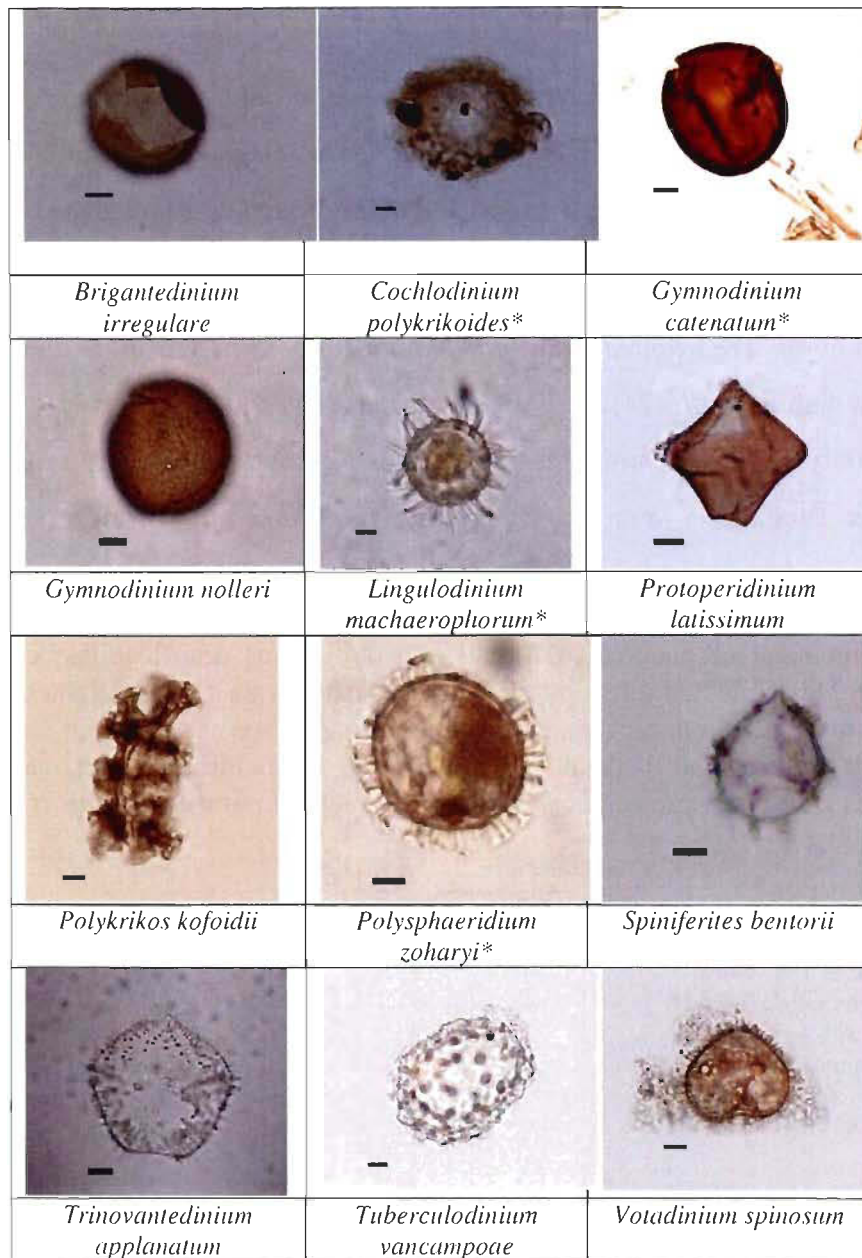 Brigantedinium
irregulare
Cochlodinium
polykrikoides*
Gymnodinium
catenatum*
Gymnodinium nolleri
Lingulodinium
machaerophorum*
Protoperidinium
latissimum
Polykrikos kofoidii
Polysphaeridium
zoharyi*
Spiniferites bentorii
Trinovantedinium
applanatum
Tuberculodinium
vancampoae
Votadinium spinosum